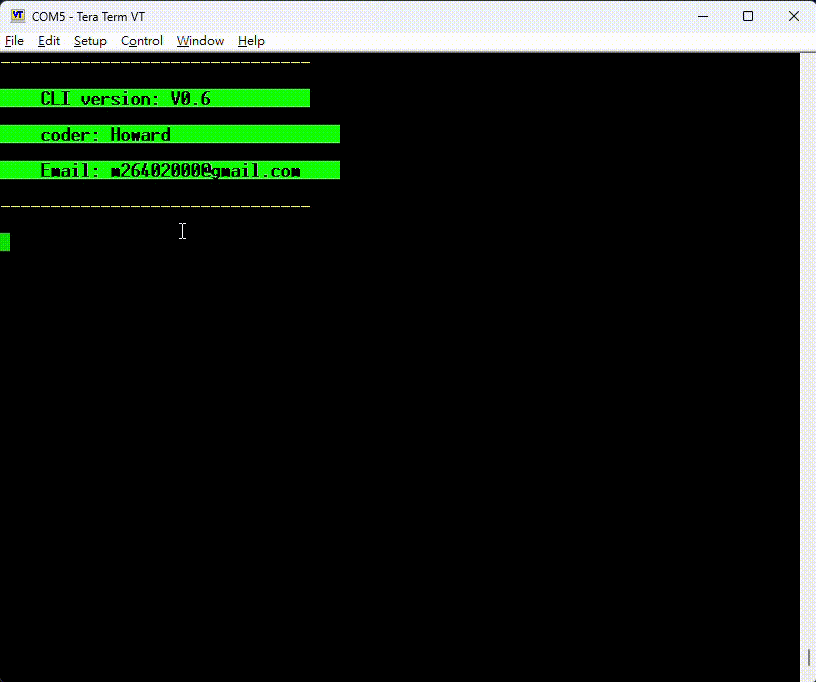 VT COM5 - Tera Term VT
File Edit Setup Control Window Help
-------------------------------
CLI version: V0.6
coder: Howard
Email: m26402000@gmail.com
-------------------------------